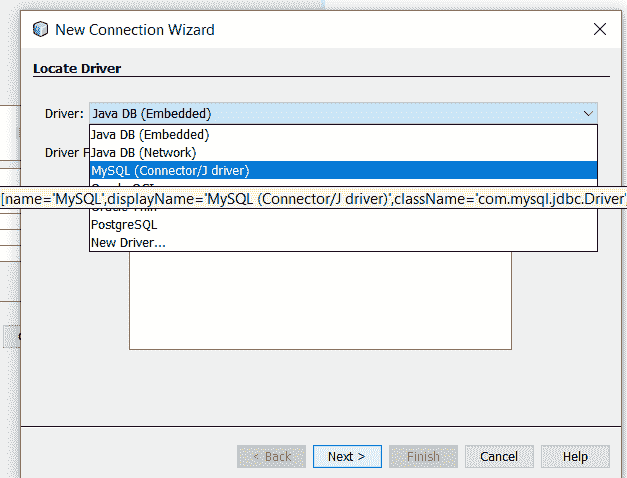 New Connection Wizard
Locate Driver
Driver: Java DB (Embedded)
Java DB (Embedded)
Driver F
Java DB (Network)
MySQL (Connector/J driver)
[name='MySQL',displayName='MySQL (Connector/J driver)',className='com.mysql.jdbc.Driver',
PostgreSQL
New Driver...
< Back
Next >
Finish
Cancel
Help